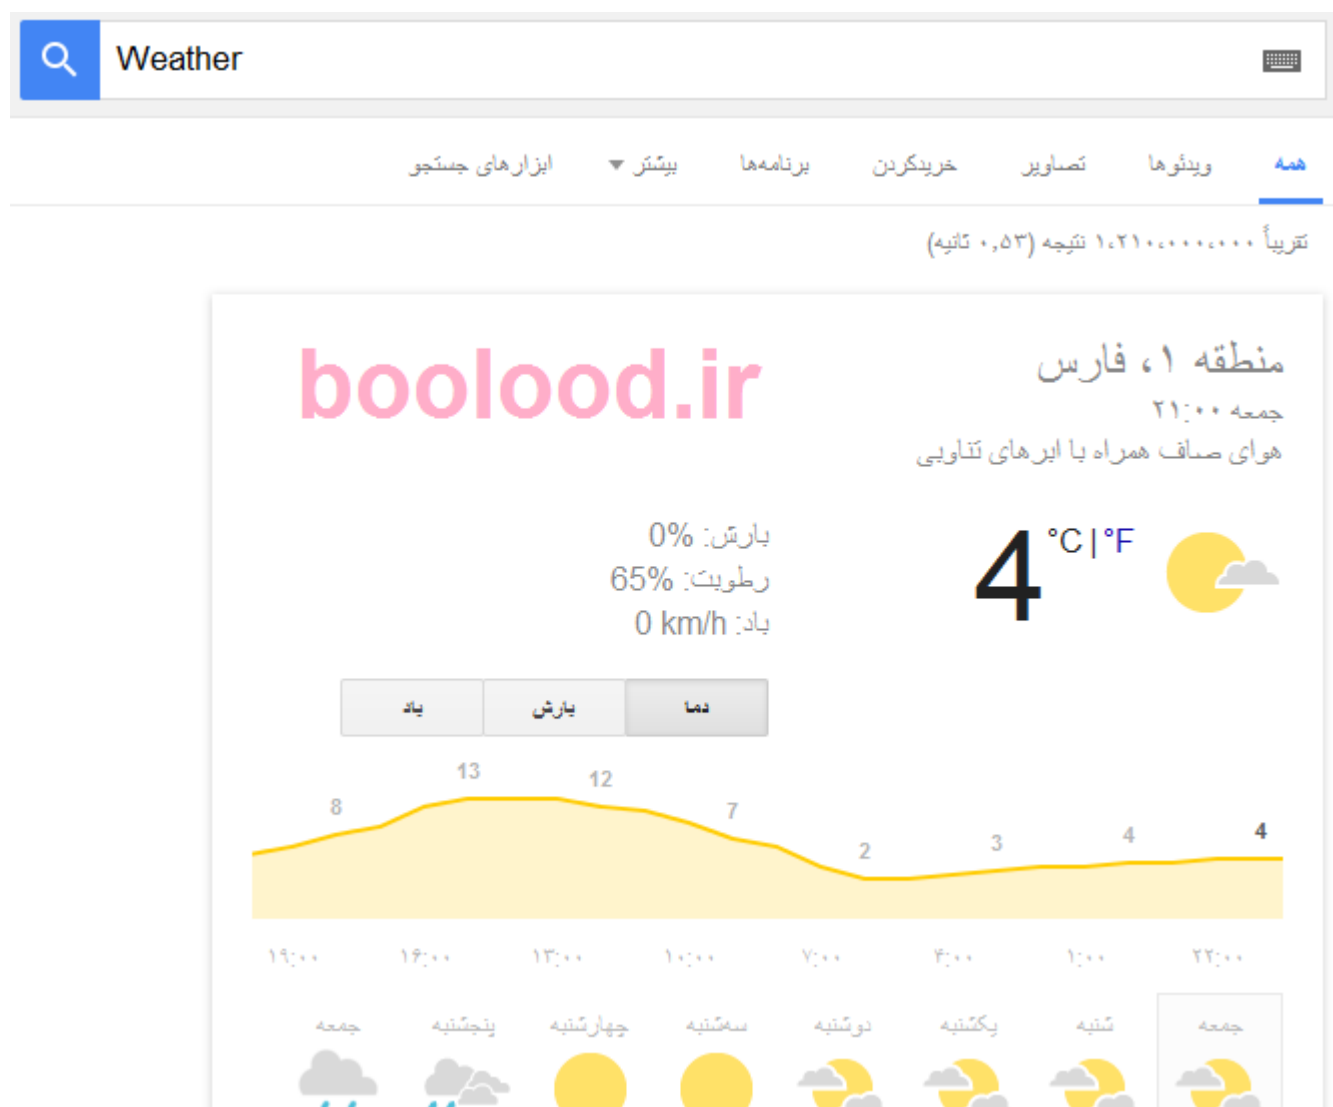 Weather
همه ویدئوها تصاویر خریدکردن برنامه‌ها بیشتر ▼ ابزارهای جستجو
تقریباً ۱،۲۱۰،۰۰۰،۰۰۰ نتیجه (۰٫۵۳ ثانیه)
boolood.ir
منطقه ۱، فارس
جمعه ۲۱:۰۰
هوای صاف همراه با ابرهای تناوبی
4 °C | °F
بارش: 0%
رطوبت: 65%
باد: 0 km/h
دما بارش باد
4 4 3 2 7 12 13 8
۲۲:۰۰ ۱:۰۰ ۴:۰۰ ۷:۰۰ ۱۰:۰۰ ۱۳:۰۰ ۱۶:۰۰ ۱۹:۰۰
جمعه شنبه یکشنبه دوشنبه سه‌شنبه چهارشنبه پنجشنبه جمعه